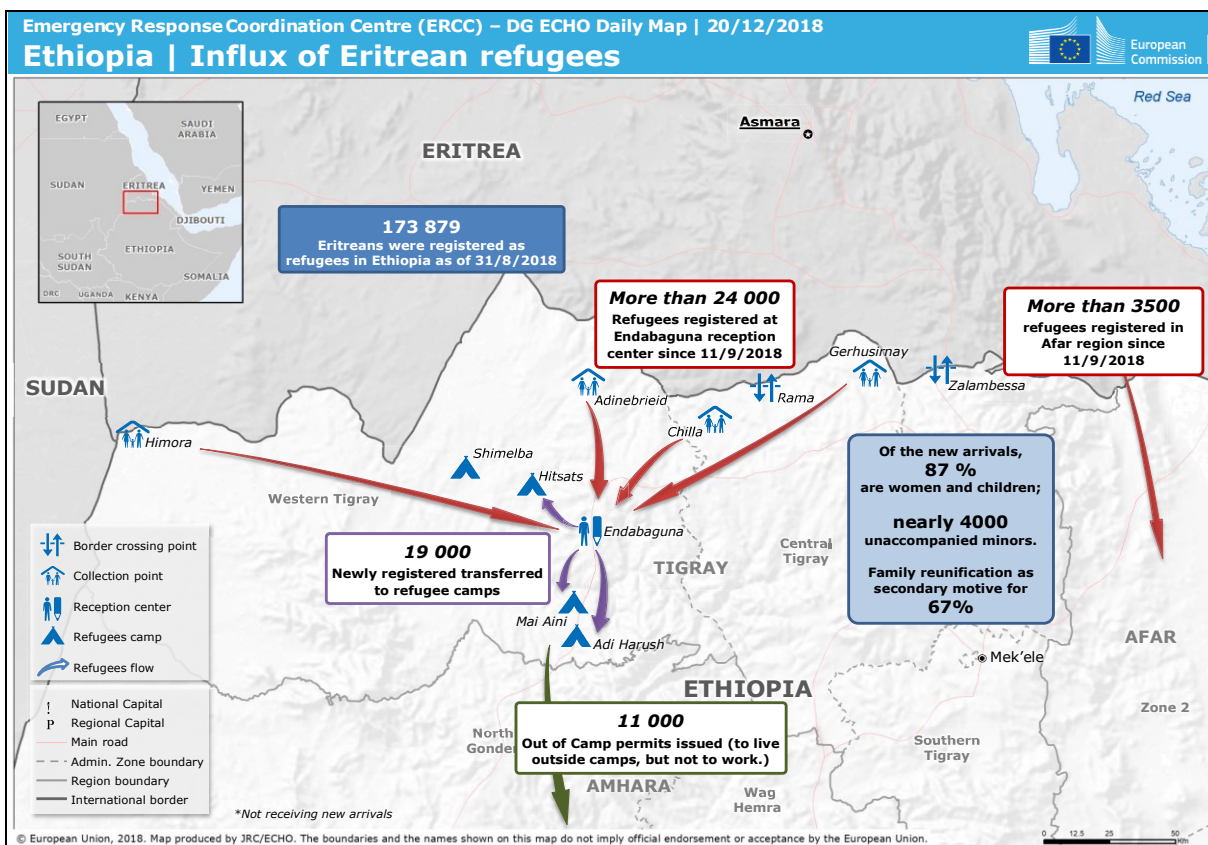 Emergency Response Coordination Centre (ERCC) – DG ECHO Daily Map | 20/12/2018
Ethiopia | Influx of Eritrean refugees
European
Commission
EGYPT
SAUDI
ARABIA
SUDAN
ERITREA
YEMEN
DJIBOUTI
ETHIOPIA
SOUTH
SUDAN
SOMALIA
DRC
UGANDA
KENYA
Red Sea
Asmara
ERITREA
173 879
Eritreans were registered as
refugees in Ethiopia as of 31/8/2018
More than 24 000
Refugees registered at
Endabaguna reception
center since 11/9/2018
More than 3500
refugees registered in
Afar region since
11/9/2018
SUDAN
Gerhusirnay
Zalambessa
Rama
Adinebrieid
Chilla
Himora
Shimelba
Hitsats
Western Tigray
Endabaguna
TIGRAY
Central
Tigray
Of the new arrivals,
87 %
are women and children;
nearly 4000
unaccompanied minors.
Family reunification as
secondary motive for
67%
19 000
Newly registered transferred
to refugee camps
Mai Aini
Adi Harush
Mek'ele
AFAR
ETHIOPIA
Zone 2
North
Gonder
11 000
Out of Camp permits issued (to live
outside camps, but not to work.)
Southern
Tigray
AMHARA
Wag
Hemra
Border crossing point
Collection point
Reception center
Refugees camp
Refugees flow
! National Capital
P Regional Capital
Main road
Admin. Zone boundary
Region boundary
International border
*Not receiving new arrivals
© European Union, 2018. Map produced by JRC/ECHO. The boundaries and the names shown on this map do not imply official endorsement or acceptance by the European Union.
0 12.5 25 50
Km